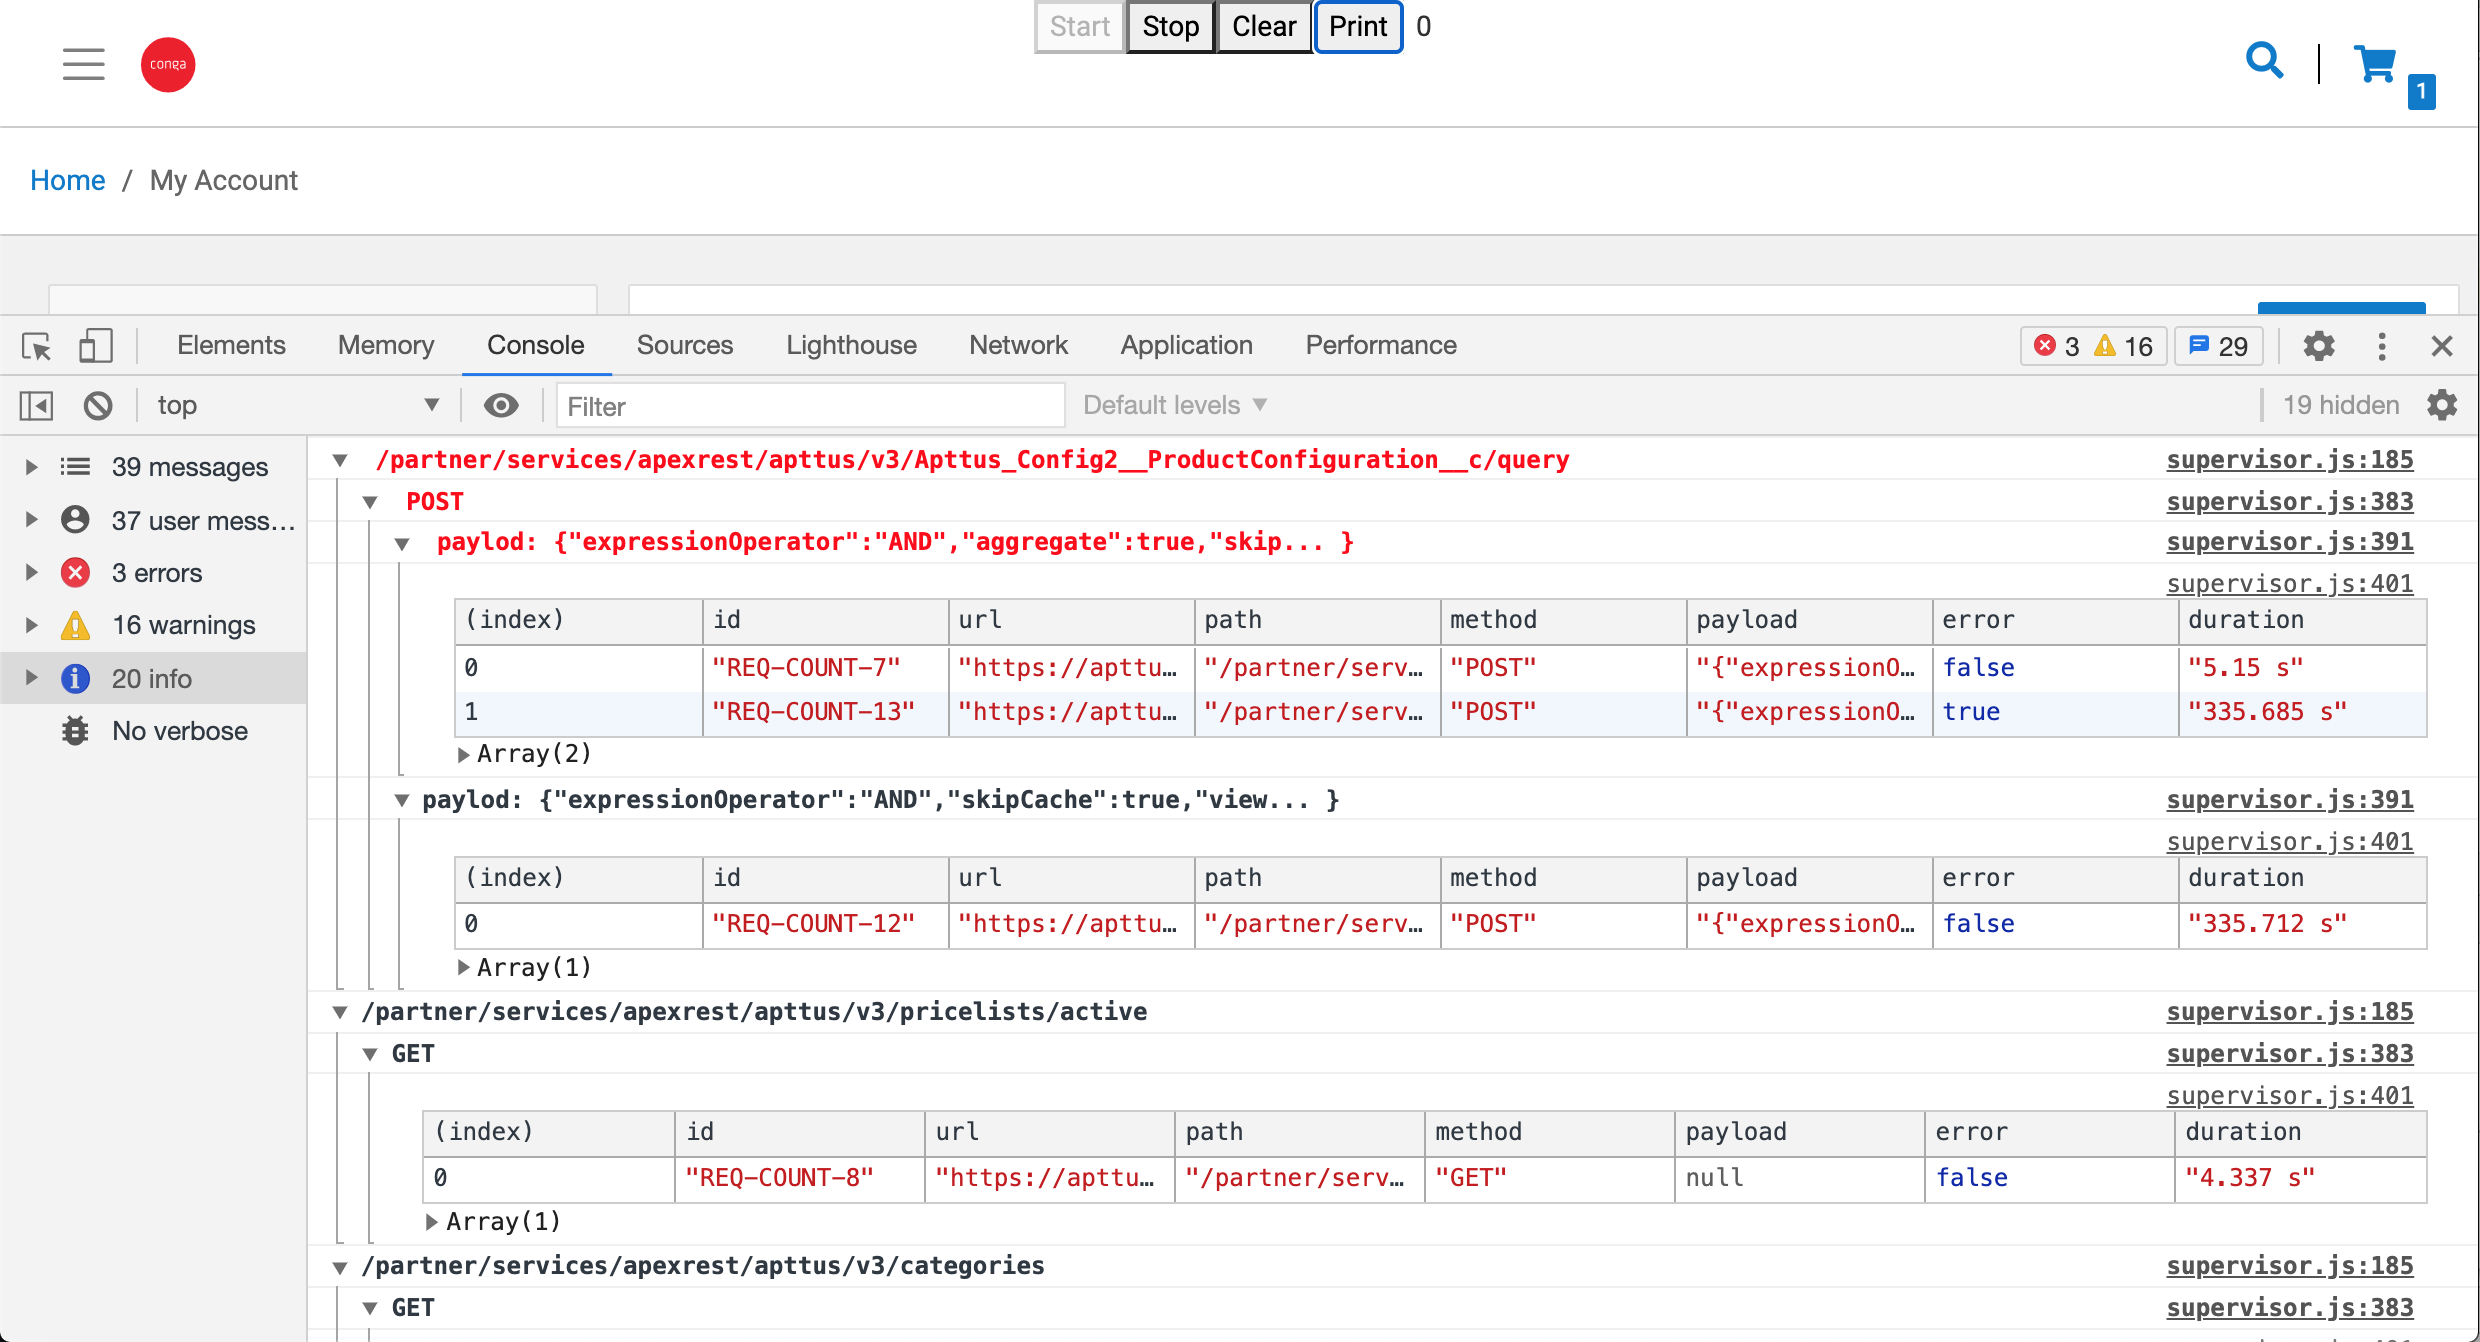 Start Stop Clear Print 0
conga
1
Home / My Account
Elements Memory Console Sources Lighthouse Network Application Performance 3 16 29
top Filter Default levels 19 hidden
39 messages
37 user mess...
3 errors
16 warnings
20 info
No verbose
/partner/services/apexrest/apttus/v3/Apttus_Config2__ProductConfiguration__c/query supervisor.js:185
POST supervisor.js:383
paylod: {"expressionOperator":"AND","aggregate":true,"skip... } supervisor.js:391
supervisor.js:401
(index) id url path method payload error duration
0 "REQ-COUNT-7" "https://apttu… "/partner/serv… "POST" "{"expressionO… false "5.15 s"
1 "REQ-COUNT-13" "https://apttu… "/partner/serv… "POST" "{"expressionO… true "335.685 s"
Array(2)
paylod: {"expressionOperator":"AND","skipCache":true,"view... } supervisor.js:391
supervisor.js:401
(index) id url path method payload error duration
0 "REQ-COUNT-12" "https://apttu… "/partner/serv… "POST" "{"expressionO… false "335.712 s"
Array(1)
/partner/services/apexrest/apttus/v3/pricelists/active supervisor.js:185
GET supervisor.js:383
supervisor.js:401
(index) id url path method payload error duration
0 "REQ-COUNT-8" "https://apttu… "/partner/serv… "GET" null false "4.337 s"
Array(1)
/partner/services/apexrest/apttus/v3/categories supervisor.js:185
GET supervisor.js:383